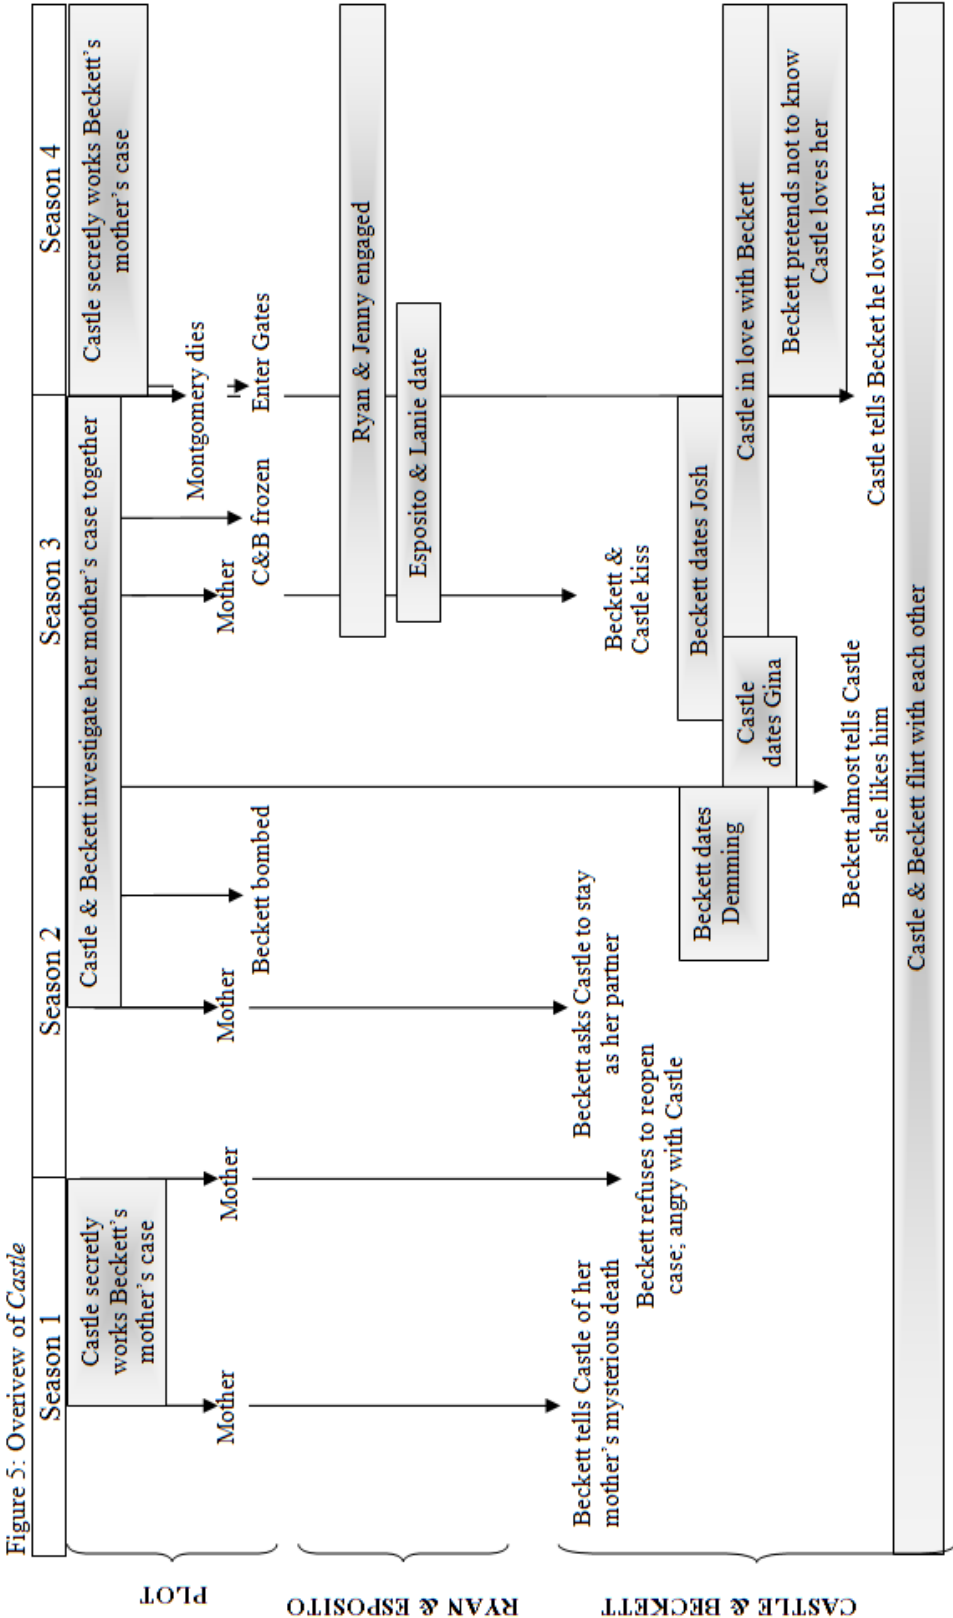 Figure 5: Overivew of Castle
Season 1
Season 2
Season 3
Season 4
PLOT
Castle secretly
works Beckett's
mother's case
Castle & Beckett investigate her mother's case together
Castle secretly works Beckett's
mother's case
Mother
Mother
Mother
Beckett bombed
Mother
C&B frozen
Montgomery dies
Enter Gates
RYAN & ESPOSITO
Ryan & Jenny engaged
Esposito & Lanie date
CASTLE & BECKETT
Beckett tells Castle of her
mother's mysterious death
Beckett refuses to reopen
case; angry with Castle
Beckett asks Castle to stay
as her partner
Beckett &
Castle kiss
Beckett dates
Demming
Beckett dates Josh
Castle
dates Gina
Castle in love with Beckett
Beckett pretends not to know
Castle loves her
Beckett almost tells Castle
she likes him
Castle tells Becket he loves her
Castle & Beckett flirt with each other